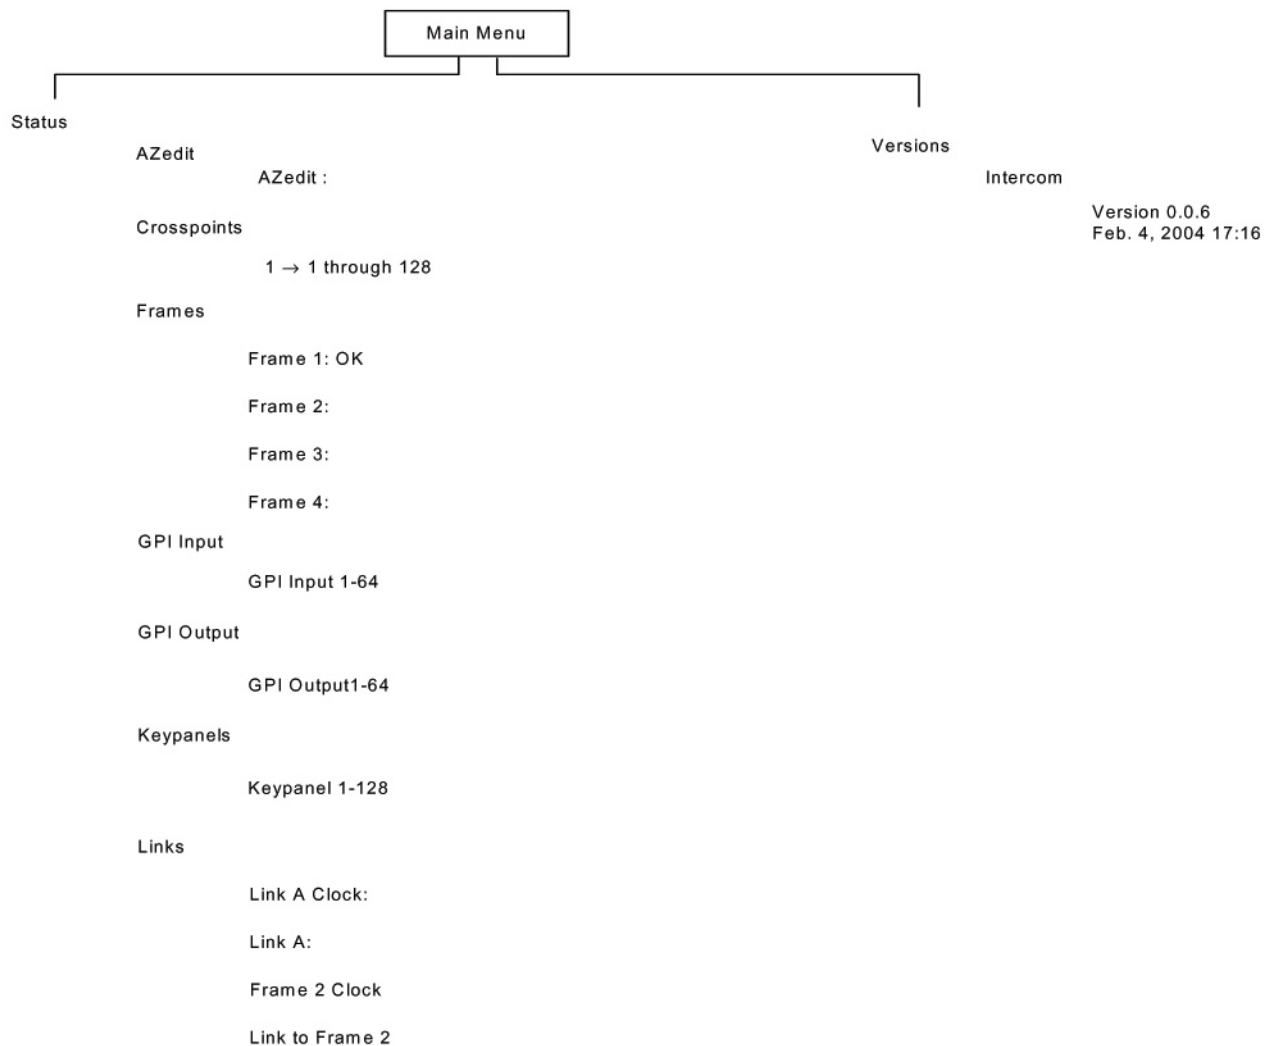 Main Menu
Status
AZedit
AZedit :
Crosspoints
1 → 1 through 128
Frames
Frame 1: OK
Frame 2:
Frame 3:
Frame 4:
GPI Input
GPI Input 1-64
GPI Output
GPI Output1-64
Keypanels
Keypanel 1-128
Links
Link A Clock:
Link A:
Frame 2 Clock
Link to Frame 2
Versions
Intercom
Version 0.0.6
Feb. 4, 2004 17:16